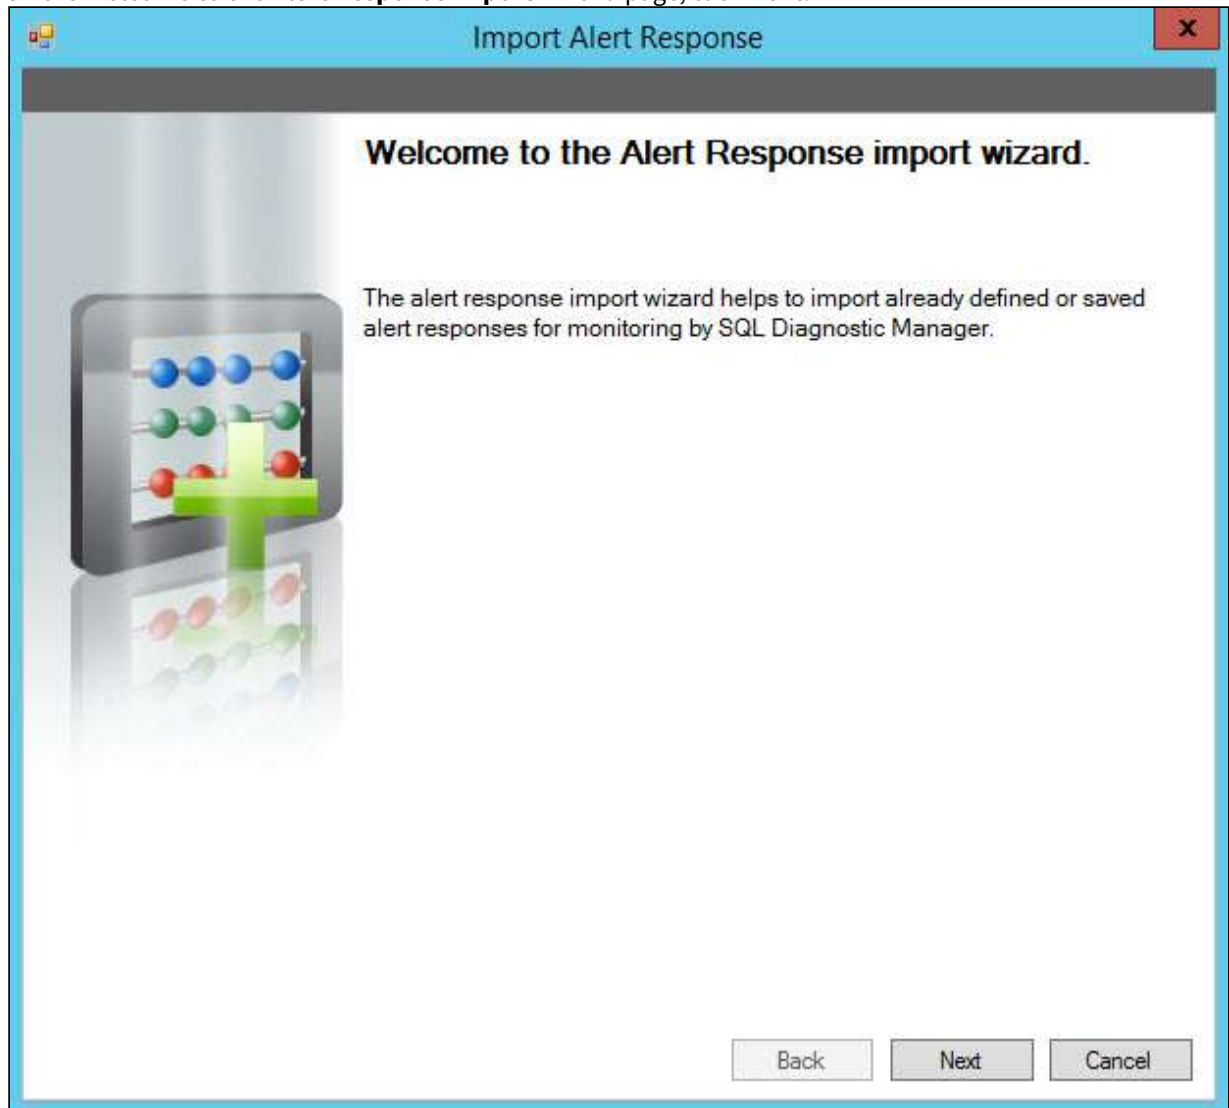 Import Alert Response
x
Welcome to the Alert Response import wizard.
The alert response import wizard helps to import already defined or saved
alert responses for monitoring by SQL Diagnostic Manager.
Back Next Cancel